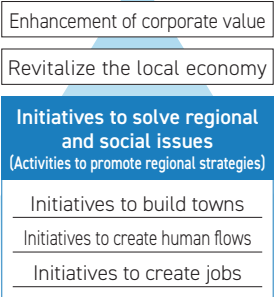 Enhancement of corporate value
Revitalize the local economy
Initiatives to solve regional
and social issues
(Activities to promote regional strategies)
Initiatives to build towns
Initiatives to create human flows
Initiatives to create jobs